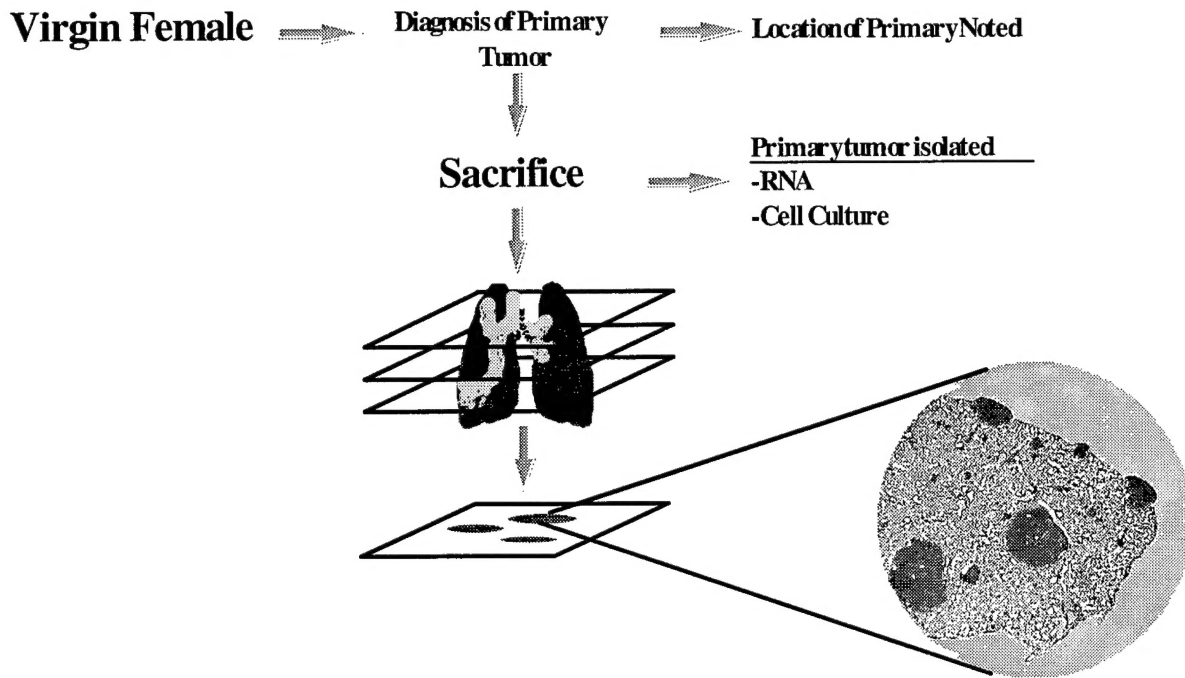 Virgin Female
Diagnosis of Primary
Tumor
Location of Primary Noted
Sacrifice
Primary tumor isolated
-RNA
-Cell Culture